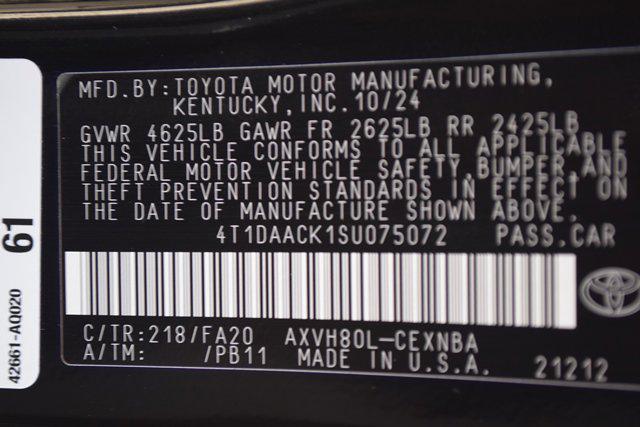 MFD.BY:TOYOTA MOTOR MANUFACTURING,
KENTUCKY,INC.10/24
GVWR 4625LB GAWR FR 2625LB RR 2425LB
THIS VEHICLE CONFORMS TO ALL APPLICABLE
FEDERAL MOTOR VEHICLE SAFETY,BUMPER,AND
THEFT PREVENTION STANDARDS IN EFFECT ON
THE DATE OF MANUFACTURE SHOWN ABOVE.
4T1DAACK1SU075072 PASS.CAR
C/TR:218/FA20 AXVH80L-CEXNBA
A/TM: /PB11 MADE IN U.S.A. 21212
42661-AQ020 61